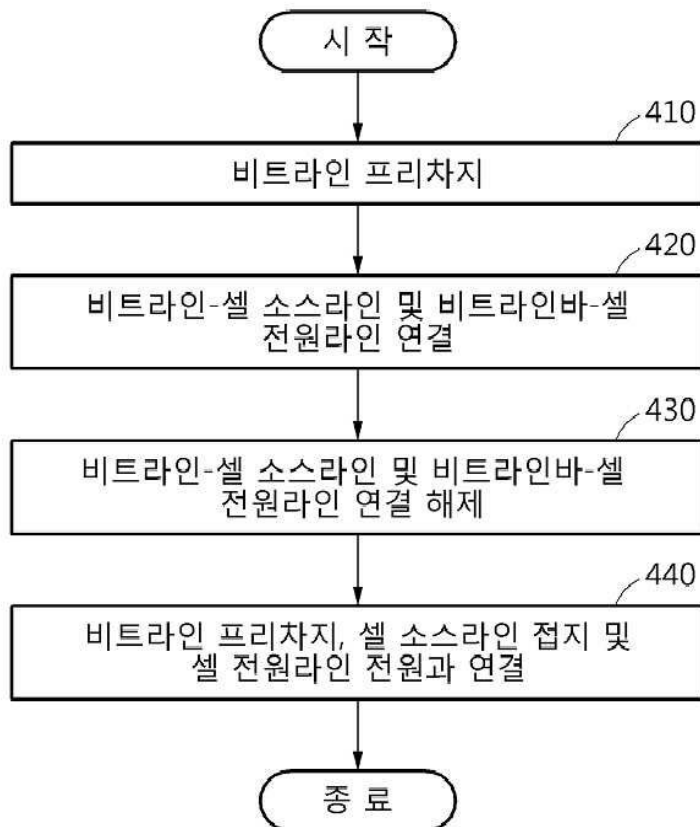 시 작
410
비트라인 프리차지
420
비트라인-셀 소스라인 및 비트라인바-셀
전원라인 연결
430
비트라인-셀 소스라인 및 비트라인바-셀
전원라인 연결 해제
440
비트라인 프리차지, 셀 소스라인 접지 및
셀 전원라인 전원과 연결
종 료